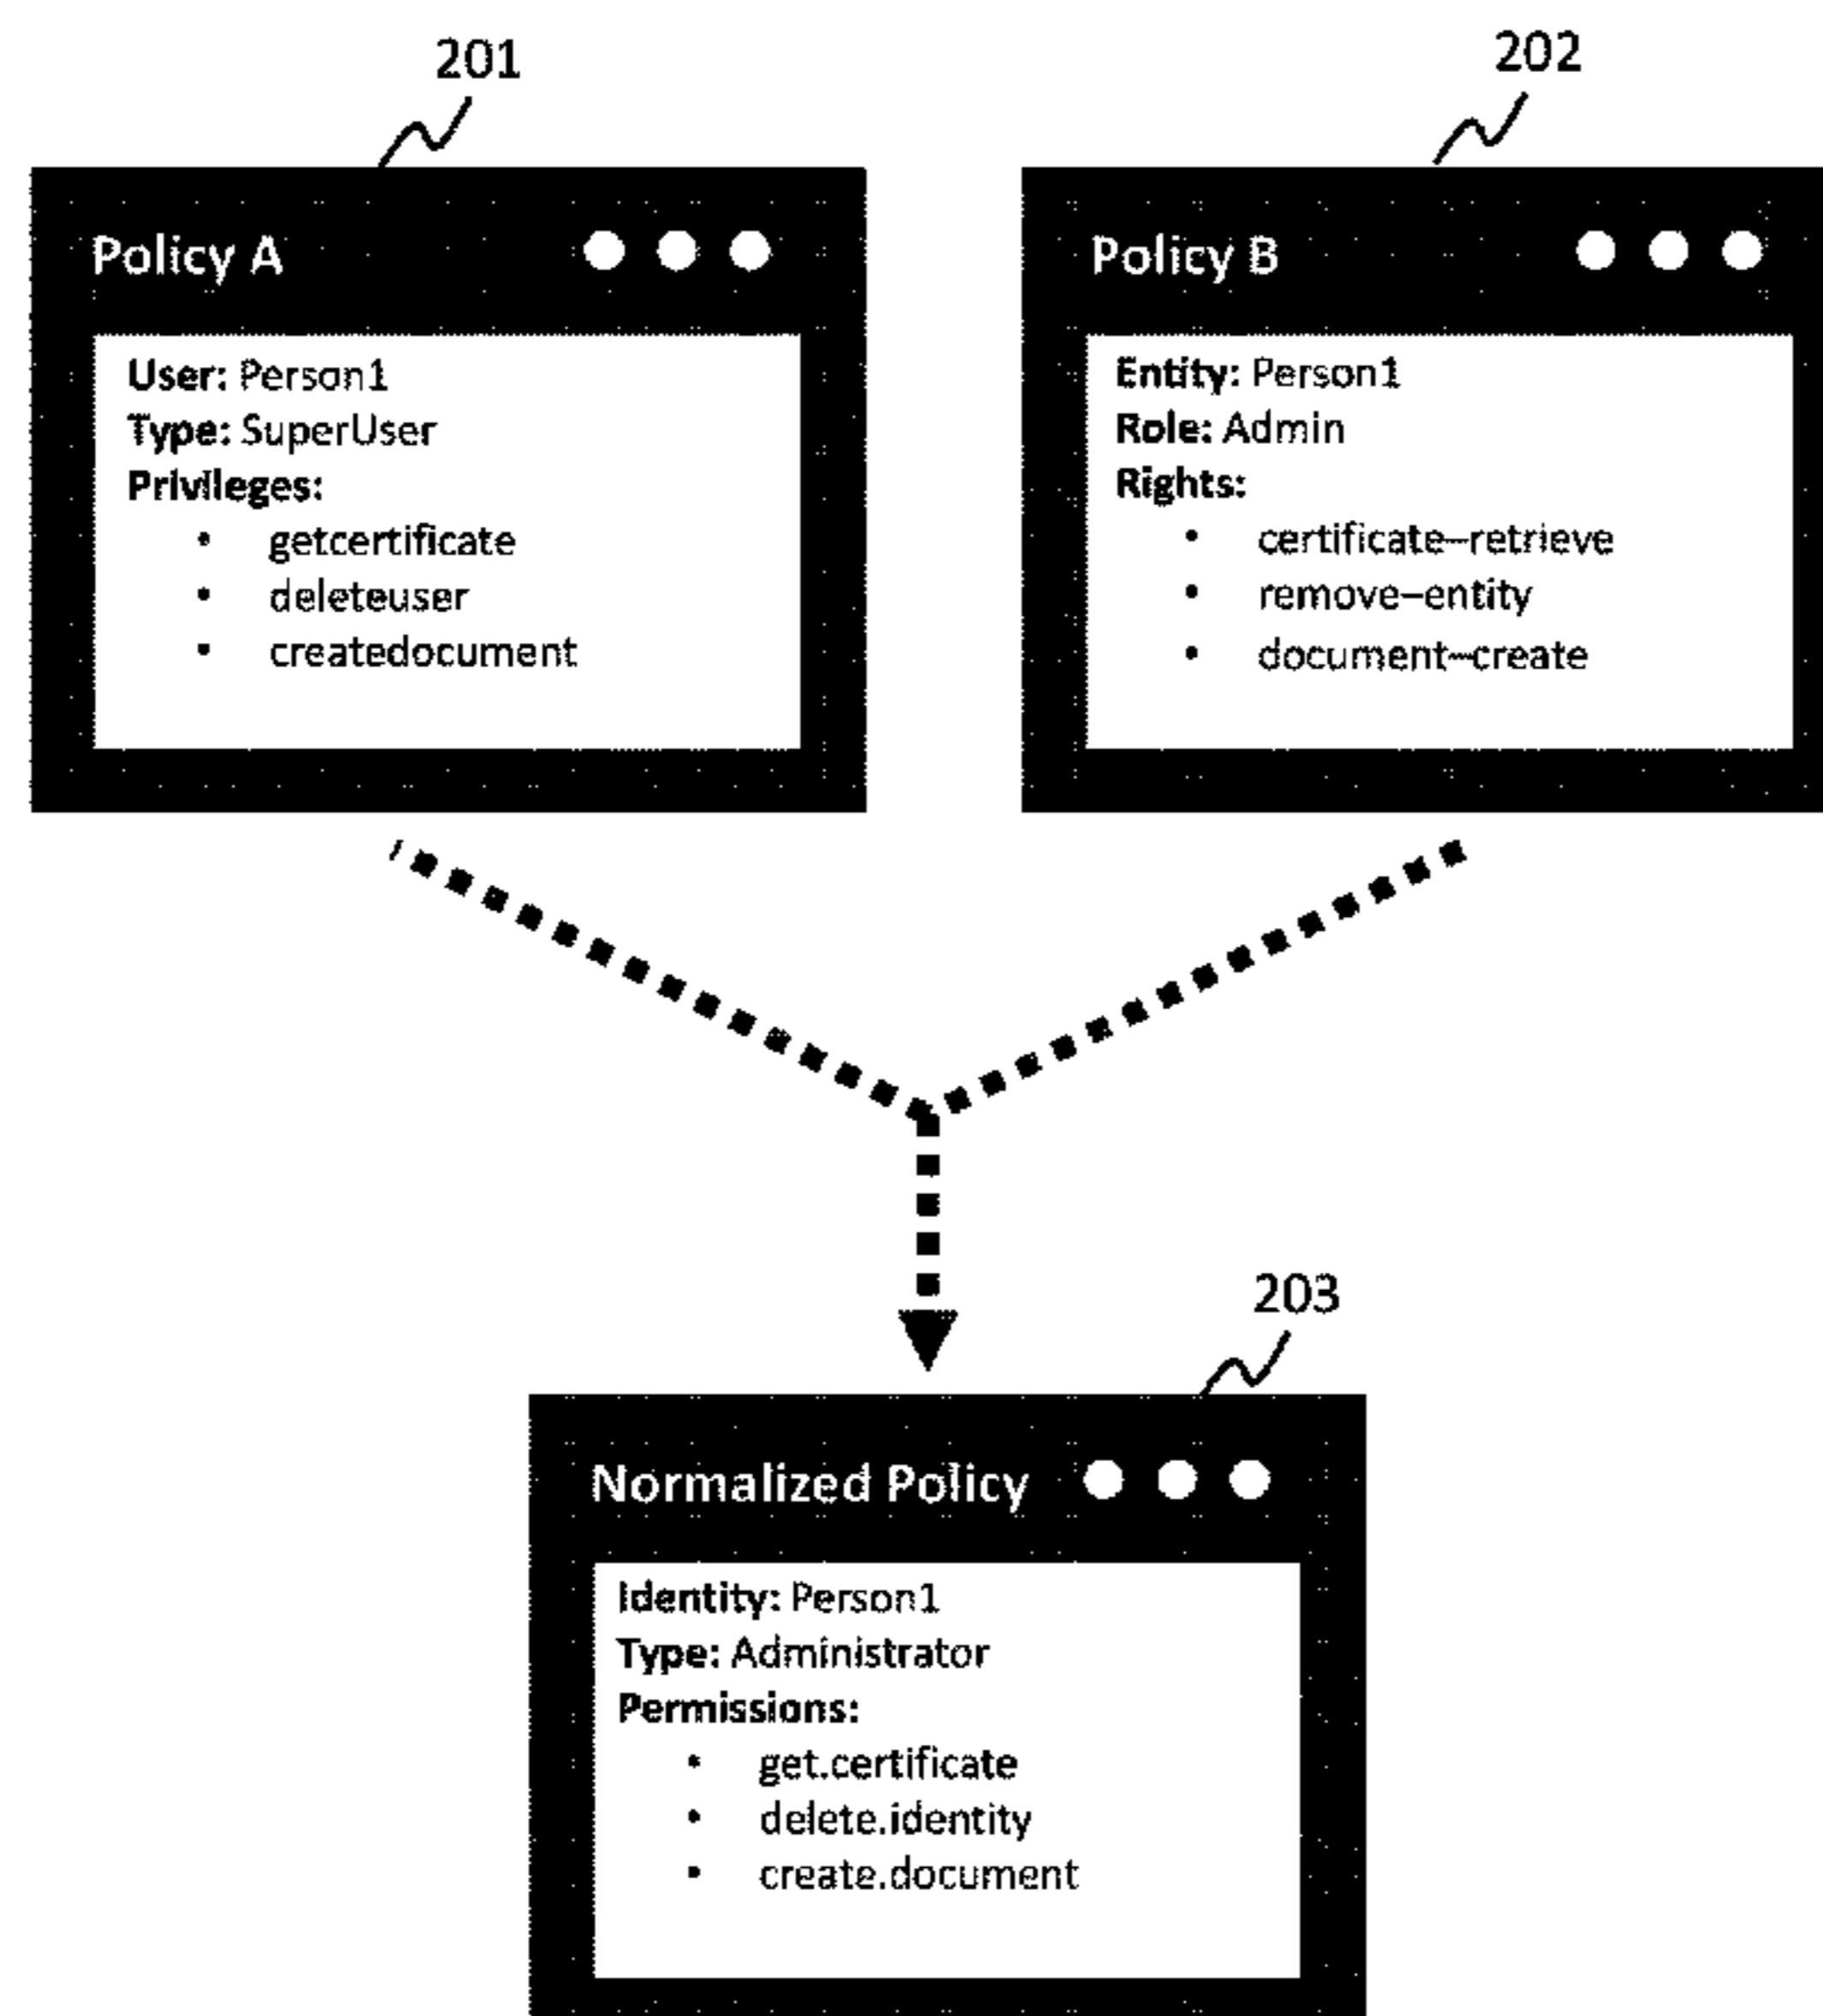 201
Policy A
User: Person1
Type: SuperUser
Privileges:
• getcertificate
• deleteuser
• createdocument
202
Policy B
Entity: Person1
Role: Admin
Rights:
• certificate–retrieve
• remove–entity
• document–create
203
Normalized Policy
Identity: Person1
Type: Administrator
Permissions:
• get.certificate
• delete.identity
• create.document